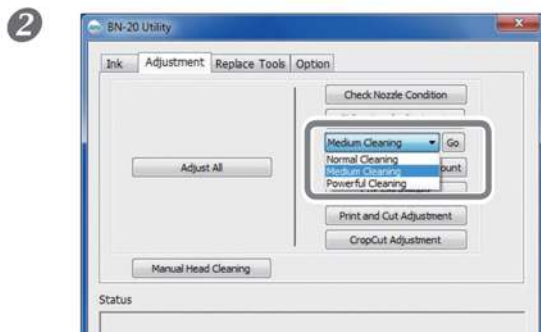 2
BN-20 Utility
Ink Adjustment Replace Tools Option
Check Nozzle Condition
Medium Cleaning Go
Normal Cleaning
Medium Cleaning
Powerful Cleaning
Adjust All
Print and Cut Adjustment
CropCut Adjustment
Manual Head Cleaning
Status